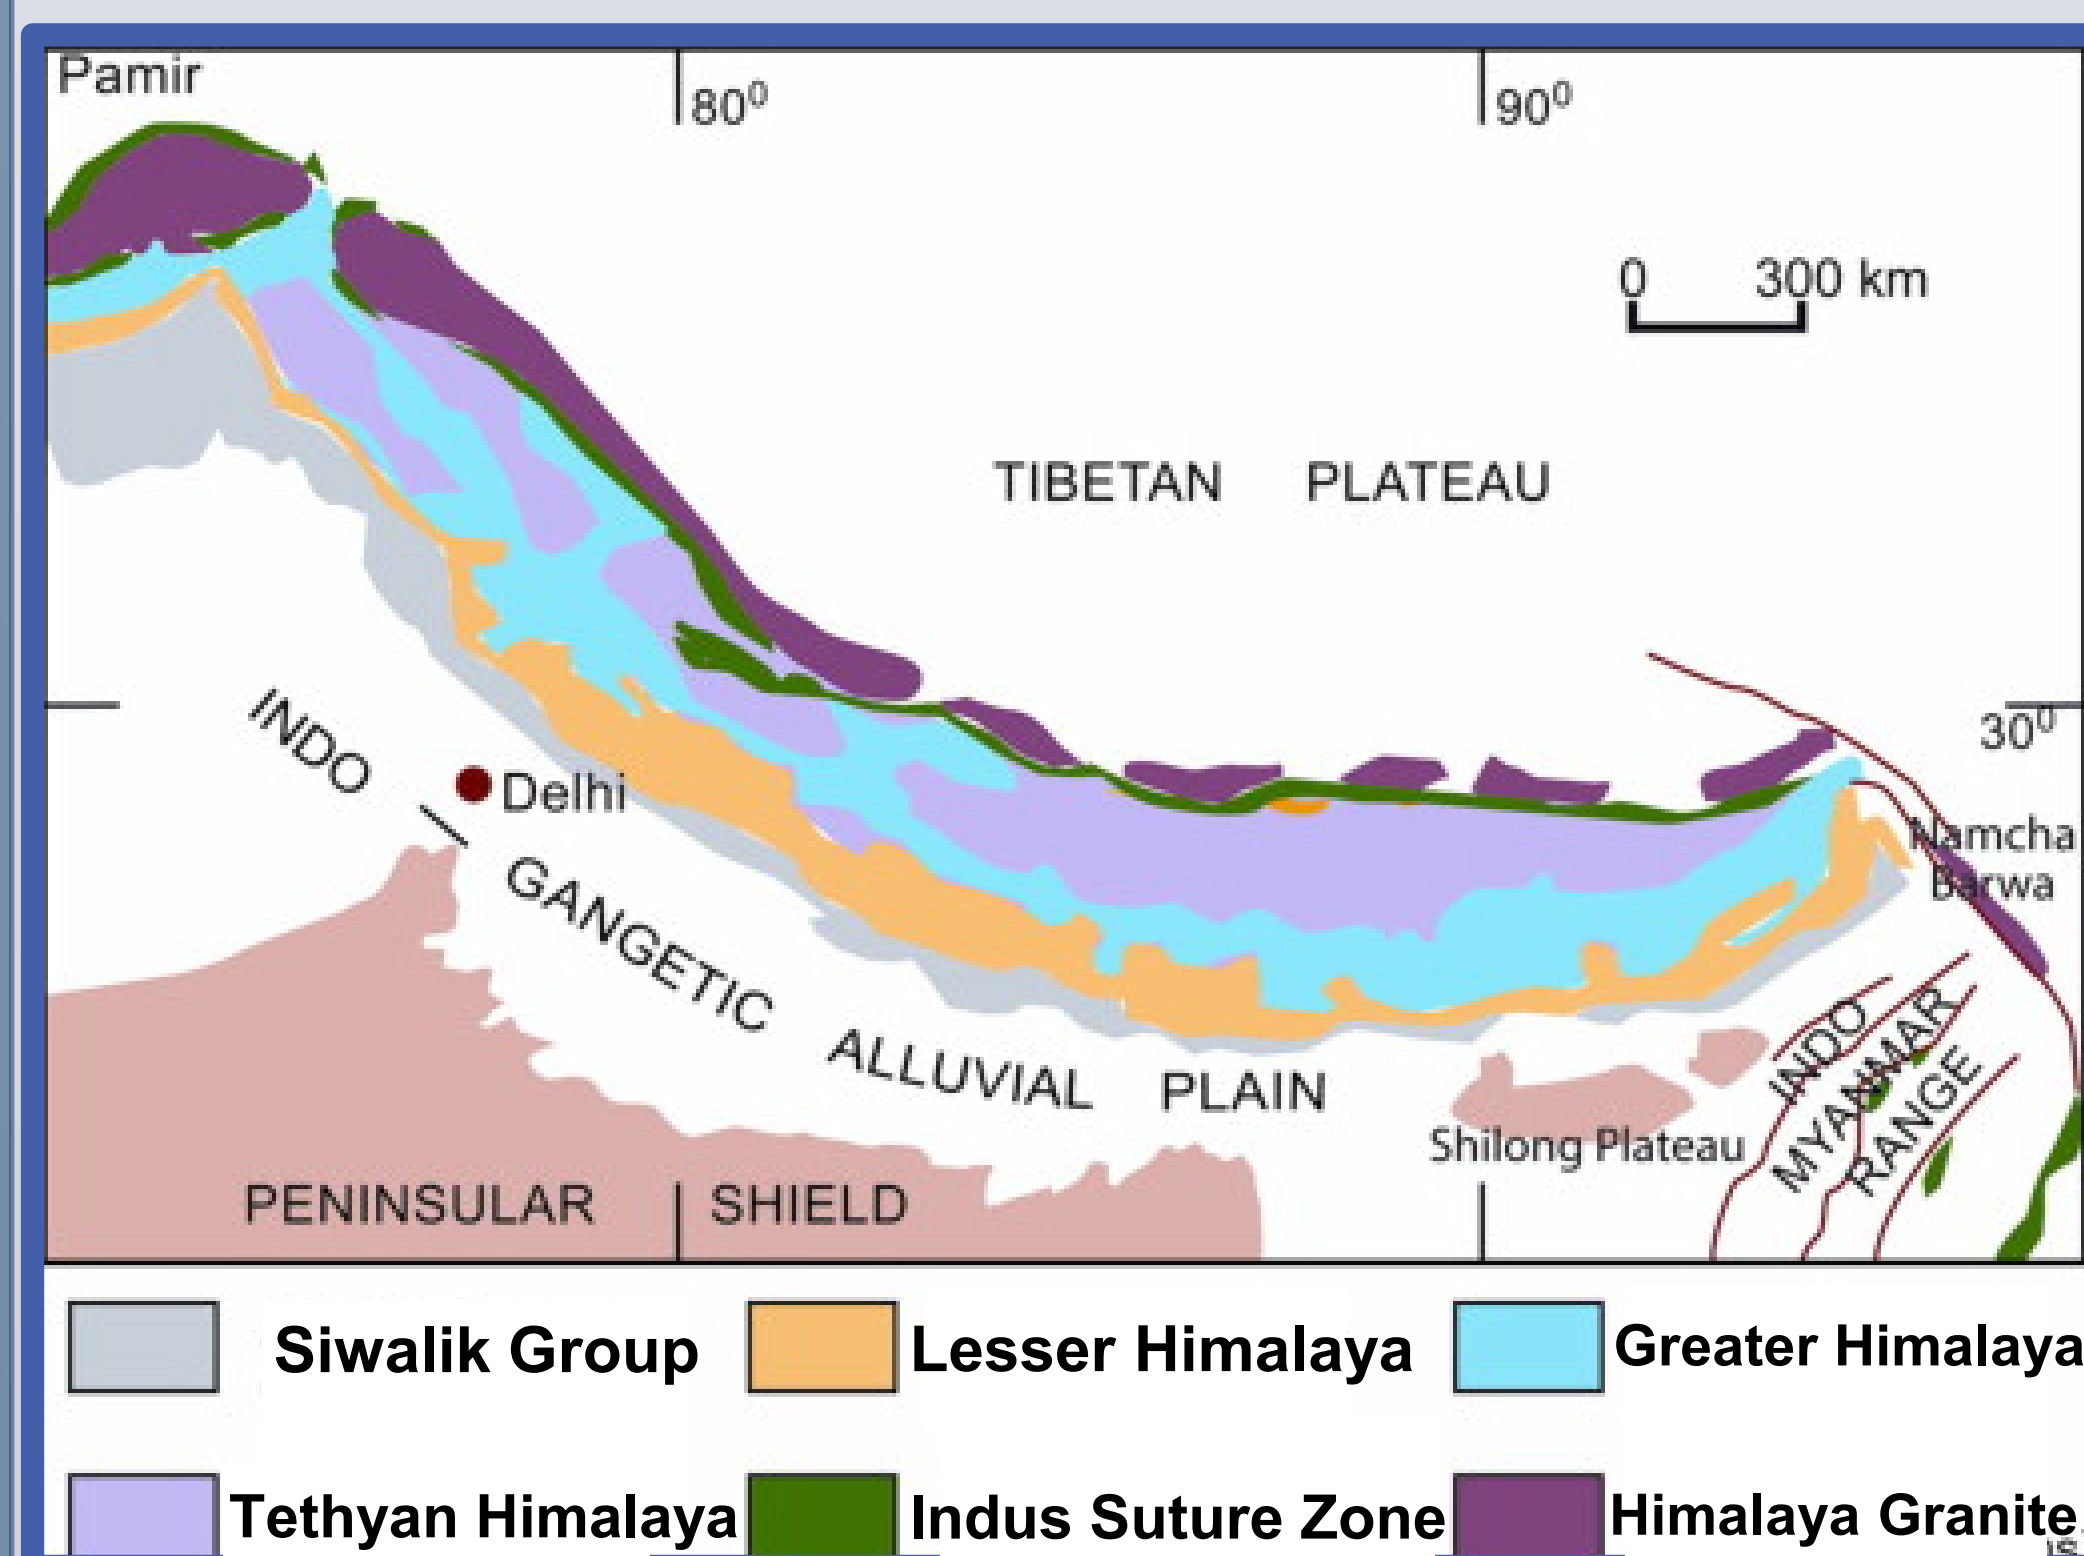 Pamir
80⁰
90⁰
0 300 km
TIBETAN PLATEAU
30⁰
INDO
Delhi
Namcha
Barwa
GANGETIC
ALLUVIAL PLAIN
INDO
MYANMAR
RANGE
Shilong Plateau
PENINSULAR SHIELD
Siwalik Group
Lesser Himalaya
Greater Himalaya
Tethyan Himalaya
Indus Suture Zone
Himalaya Granite